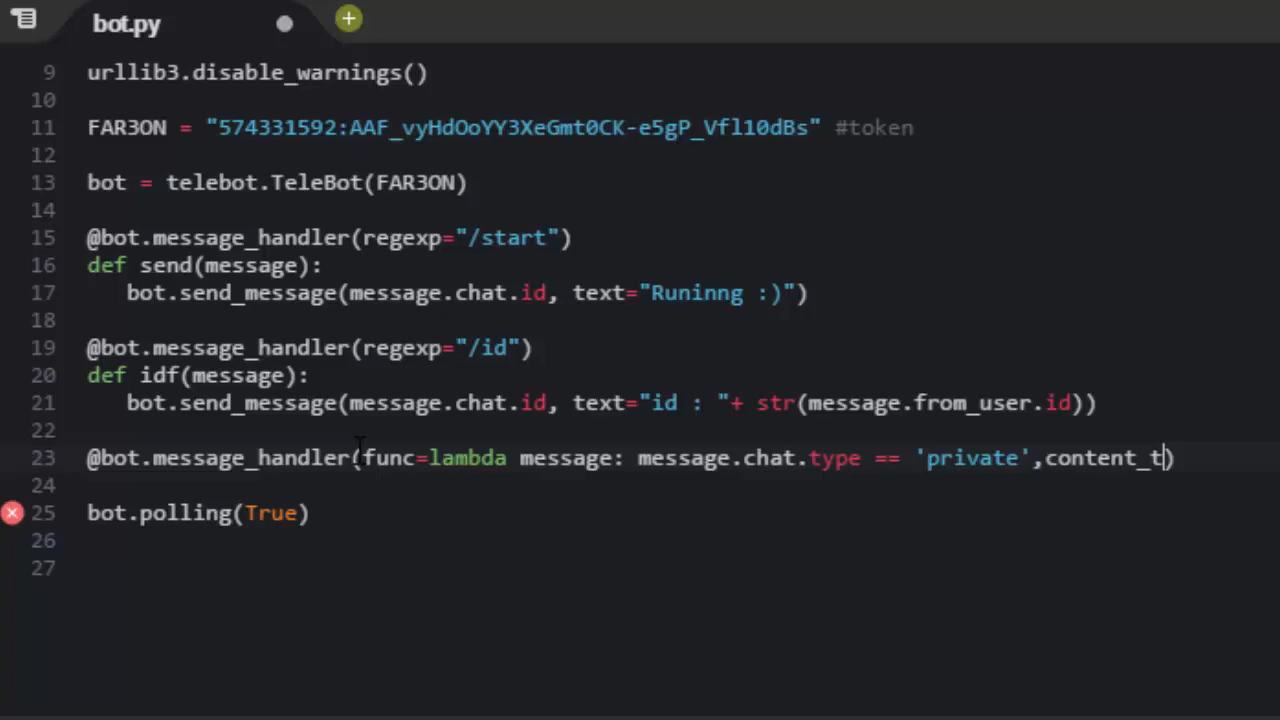 bot.py
9 urllib3.disable_warnings()
10
11 FAR3ON = "574331592:AAF_vyHdOoYY3XeGmt0CK-e5gP_Vfl10dBs" #token
12
13 bot = telebot.TeleBot(FAR3ON)
14
15 @bot.message_handler(regexp="/start")
16 def send(message):
17 bot.send_message(message.chat.id, text="Runinng :)")
18
19 @bot.message_handler(regexp="/id")
20 def idf(message):
21 bot.send_message(message.chat.id, text="id : "+ str(message.from_user.id))
22
23 @bot.message_handler(func=lambda message: message.chat.type == 'private',content_t)
24
25 bot.polling(True)
26
27